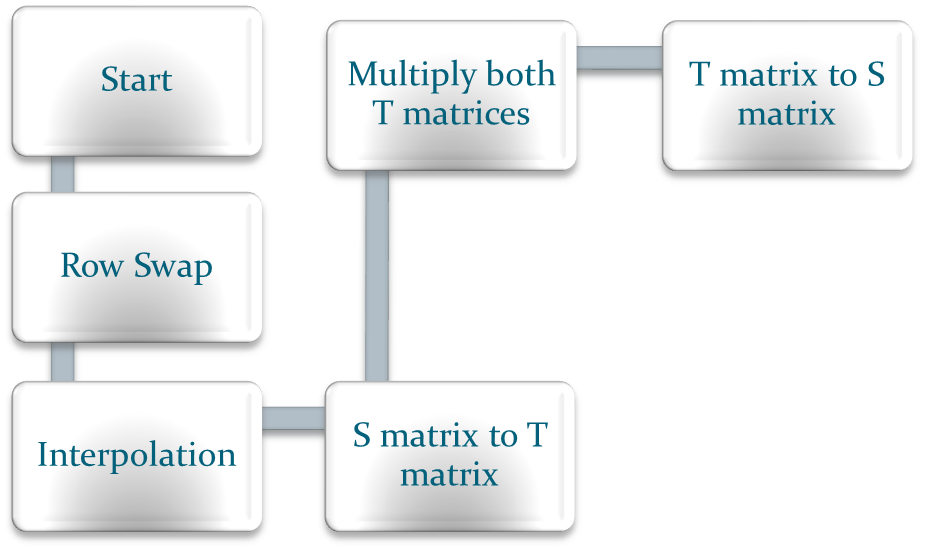 Start
Row Swap
Interpolation
S matrix to T
matrix
Multiply both
T matrices
T matrix to S
matrix